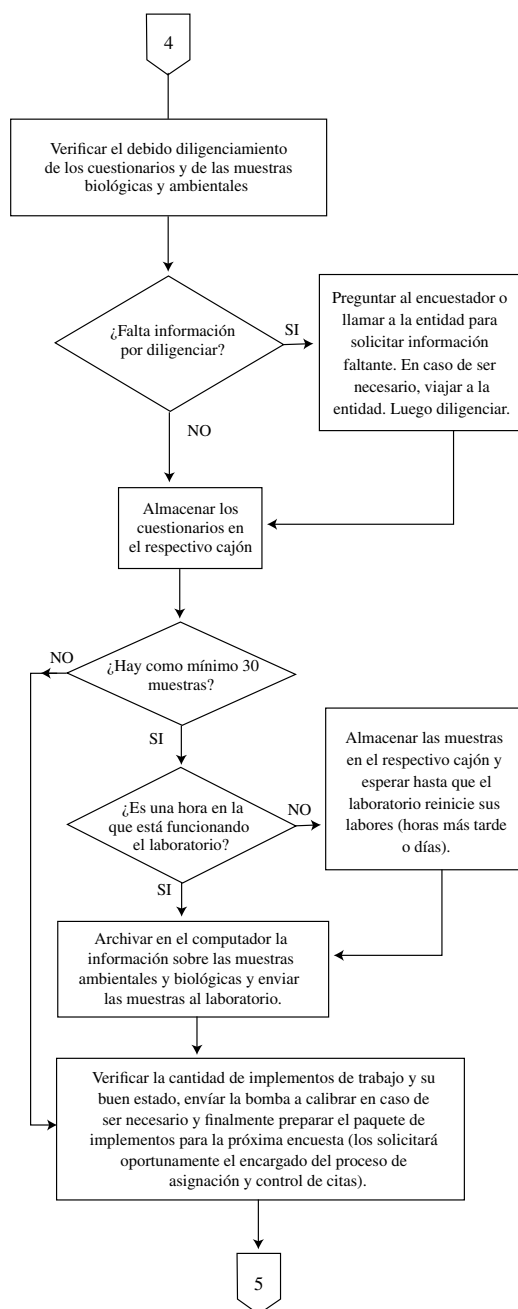 4
Verificar el debido diligenciamiento
de los cuestionarios y de las muestras
biológicas y ambientales
¿Falta información
por diligenciar?
SI
Preguntar al encuestador o
llamar a la entidad para
solicitar información
faltante. En caso de ser
necesario, viajar a la
entidad. Luego diligenciar.
NO
Almacenar los
cuestionarios en
el respectivo cajón
NO
¿Hay como mínimo 30
muestras?
SI
Almacenar las muestras
en el respectivo cajón y
esperar hasta que el
laboratorio reinicie sus
labores (horas más tarde
o días).
¿Es una hora en la
que está funcionando
el laboratorio?
NO
SI
Archivar en el computador la
información sobre las muestras
ambientales y biológicas y enviar
las muestras al laboratorio.
Verificar la cantidad de implementos de trabajo y su
buen estado, envíar la bomba a calibrar en caso de
ser necesario y finalmente preparar el paquete de
implementos para la próxima encuesta (los solicitará
oportunamente el encargado del proceso de
asignación y control de citas).
5